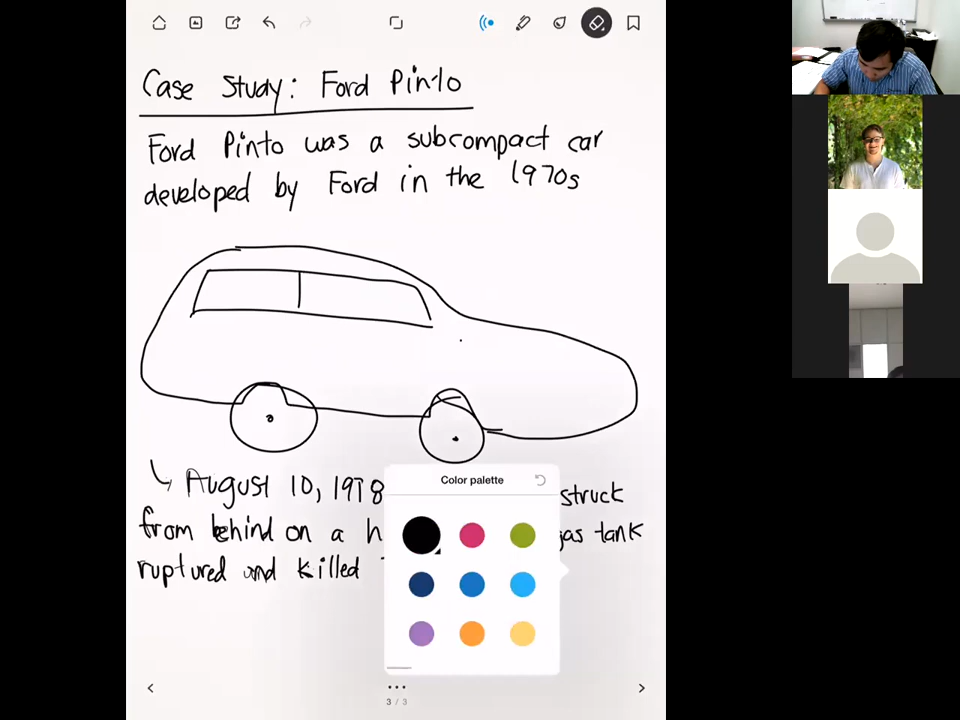 Case Study: Ford Pinto
Ford Pinto was a subcompact car
developed by Ford in the 1970s
August 10, 1978 struck
from behind on a h gas tank
ruptured and killed
Color palette
3 / 3